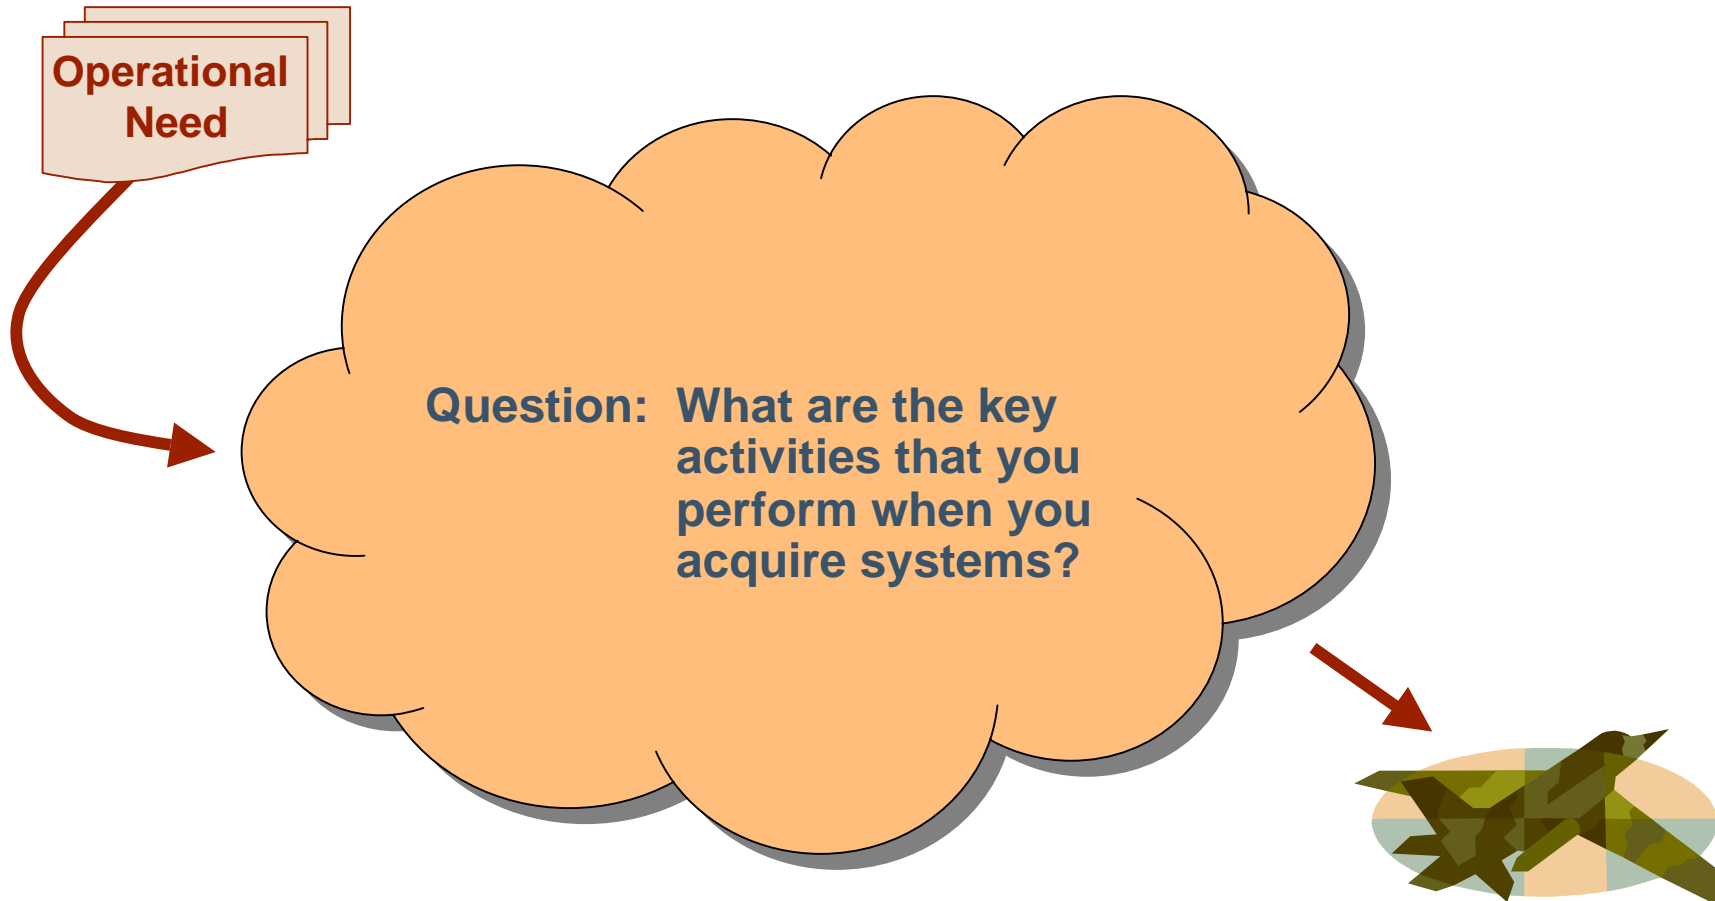 Operational
Need
Question: What are the key
activities that you
perform when you
acquire systems?